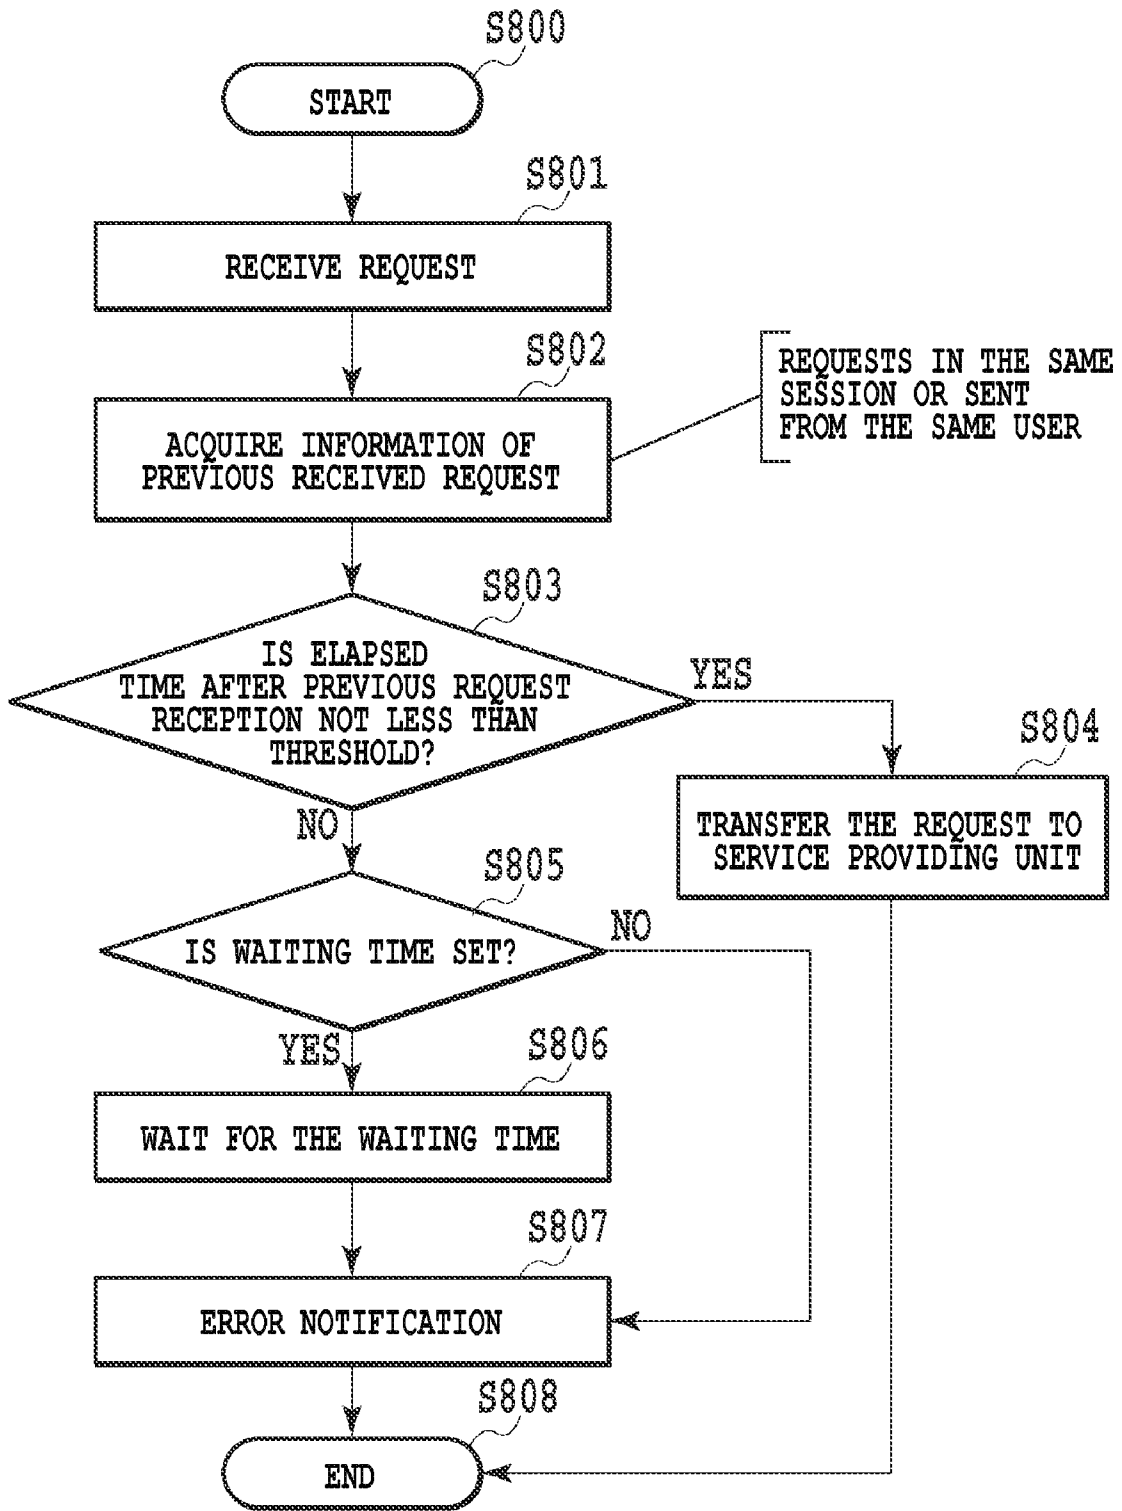 S800
START
S801
RECEIVE REQUEST
S802
ACQUIRE INFORMATION OF
PREVIOUS RECEIVED REQUEST
REQUESTS IN THE SAME
SESSION OR SENT
FROM THE SAME USER
S803
IS ELAPSED
TIME AFTER PREVIOUS REQUEST
RECEPTION NOT LESS THAN
THRESHOLD?
YES
NO
S804
TRANSFER THE REQUEST TO
SERVICE PROVIDING UNIT
S805
IS WAITING TIME SET?
NO
YES
S806
WAIT FOR THE WAITING TIME
S807
ERROR NOTIFICATION
S808
END